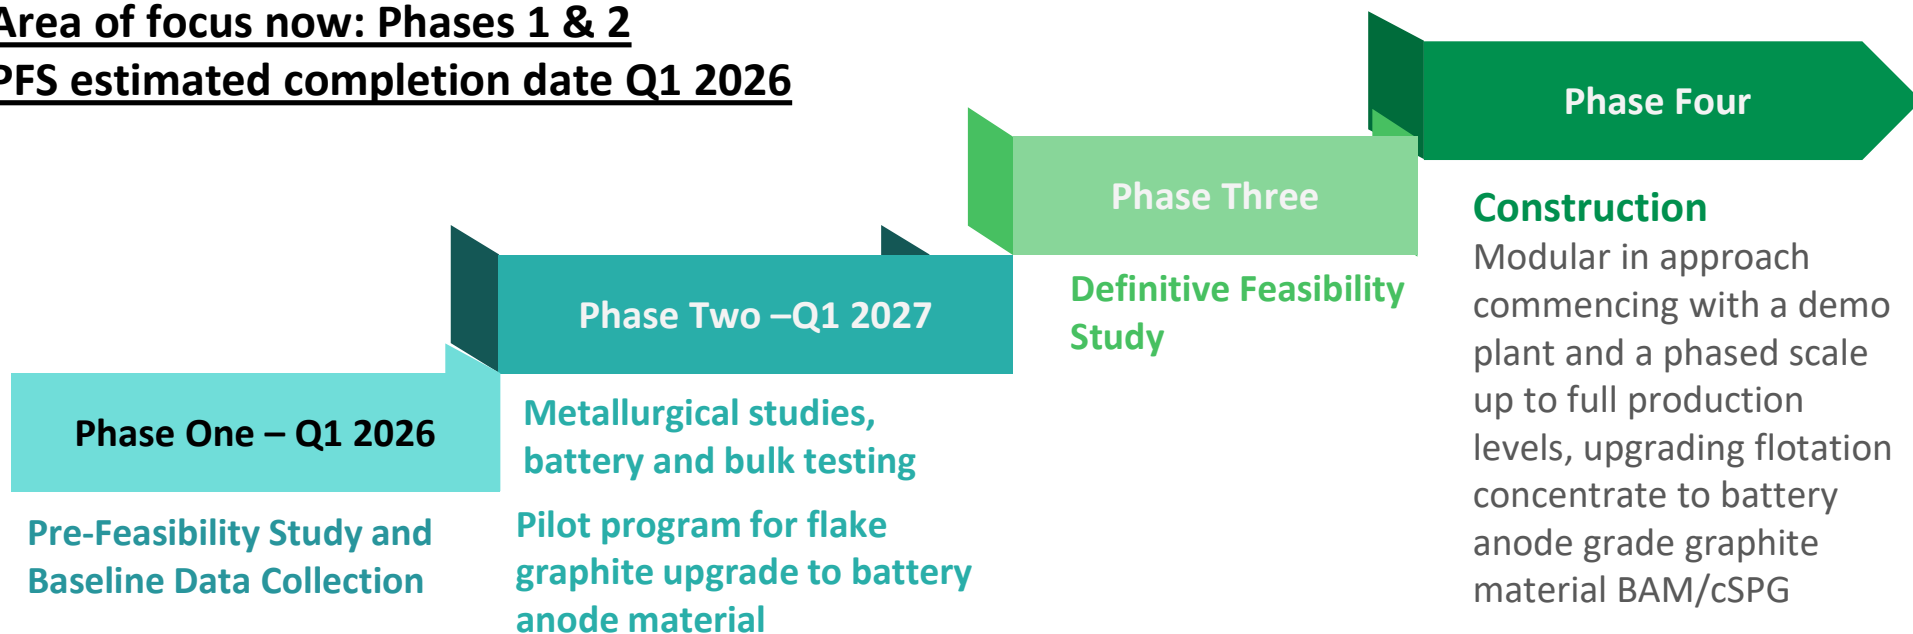 Area of focus now: Phases 1 & 2
PFS estimated completion date Q1 2026
Phase One – Q1 2026
Pre-Feasibility Study and
Baseline Data Collection
Phase Two –Q1 2027
Metallurgical studies,
battery and bulk testing
Pilot program for flake
graphite upgrade to battery
anode material
Phase Three
Definitive Feasibility
Study
Phase Four
Construction
Modular in approach
commencing with a demo
plant and a phased scale
up to full production
levels, upgrading flotation
concentrate to battery
anode grade graphite
material BAM/cSPG